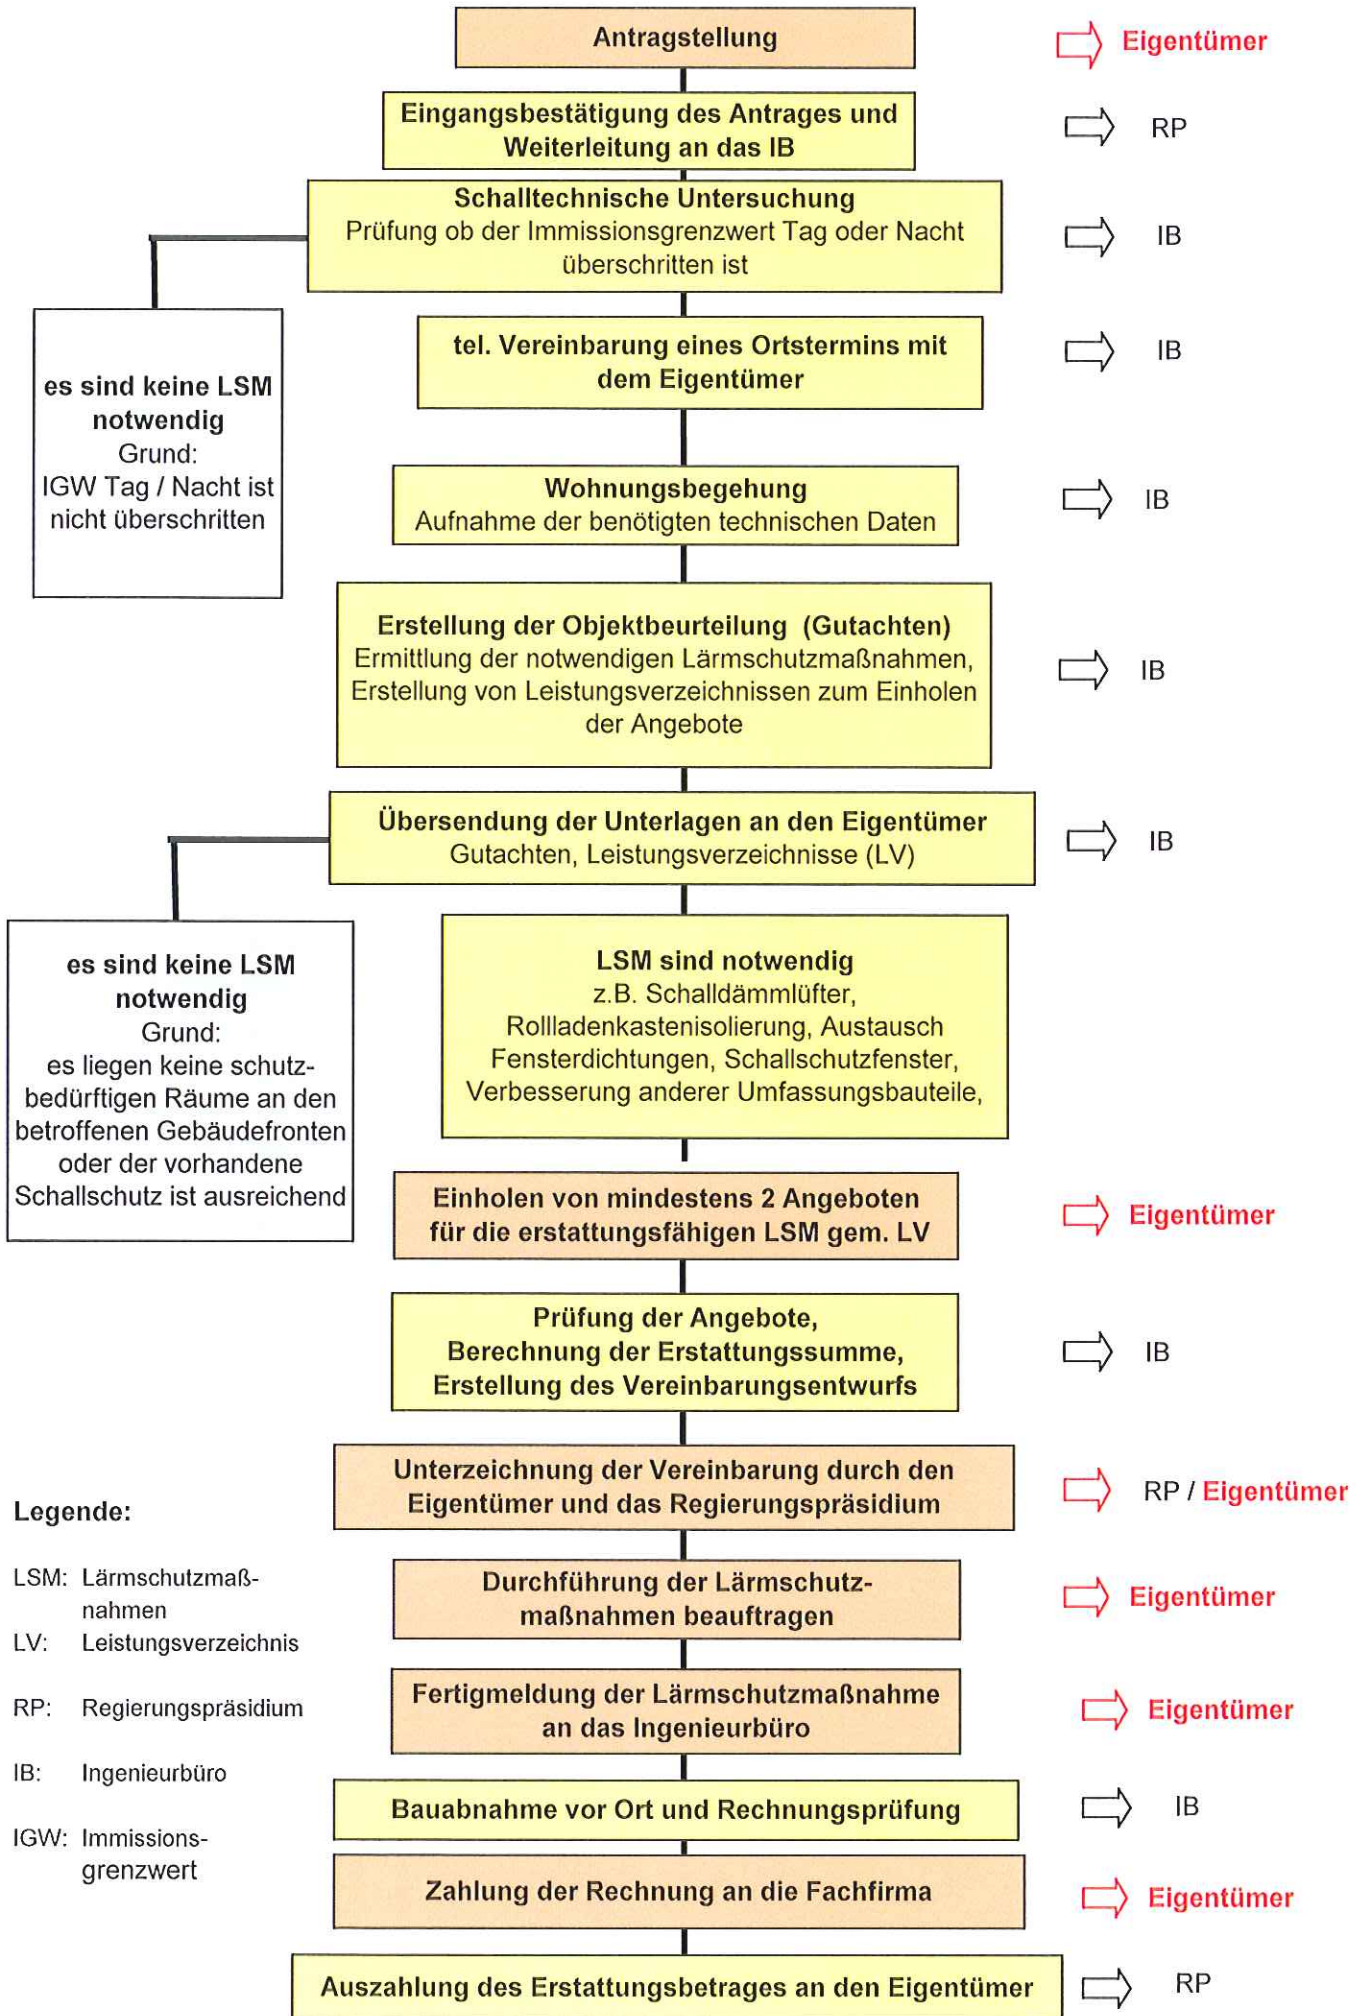 Antragstellung
Eigentümer
Eingangsbestätigung des Antrages und
Weiterleitung an das IB
RP
Schalltechnische Untersuchung
Prüfung ob der Immissionsgrenzwert Tag oder Nacht
überschritten ist
IB
es sind keine LSM
notwendig
Grund:
IGW Tag / Nacht ist
nicht überschritten
tel. Vereinbarung eines Ortstermins mit
dem Eigentümer
IB
Wohnungsbegehung
Aufnahme der benötigten technischen Daten
IB
Erstellung der Objektbeurteilung (Gutachten)
Ermittlung der notwendigen Lärmschutzmaßnahmen,
Erstellung von Leistungsverzeichnissen zum Einholen
der Angebote
IB
Übersendung der Unterlagen an den Eigentümer
Gutachten, Leistungsverzeichnisse (LV)
IB
es sind keine LSM
notwendig
Grund:
es liegen keine schutz-
bedürftigen Räume an den
betroffenen Gebäudefronten
oder der vorhandene
Schallschutz ist ausreichend
LSM sind notwendig
z.B. Schalldämmlüfter,
Rollladenkastenisolierung, Austausch
Fensterdichtungen, Schallschutzfenster,
Verbesserung anderer Umfassungsbauteile,
Einholen von mindestens 2 Angeboten
für die erstattungsfähigen LSM gem. LV
Eigentümer
Prüfung der Angebote,
Berechnung der Erstattungssumme,
Erstellung des Vereinbarungsentwurfs
IB
Unterzeichnung der Vereinbarung durch den
Eigentümer und das Regierungspräsidium
RP / Eigentümer
Durchführung der Lärmschutz-
maßnahmen beauftragen
Eigentümer
Fertigmeldung der Lärmschutzmaßnahme
an das Ingenieurbüro
Eigentümer
Bauabnahme vor Ort und Rechnungsprüfung
IB
Zahlung der Rechnung an die Fachfirma
Eigentümer
Auszahlung des Erstattungsbetrages an den Eigentümer
RP
Legende:
LSM: Lärmschutzmaß-
nahmen
LV: Leistungsverzeichnis
RP: Regierungspräsidium
IB: Ingenieurbüro
IGW: Immissions-
grenzwert